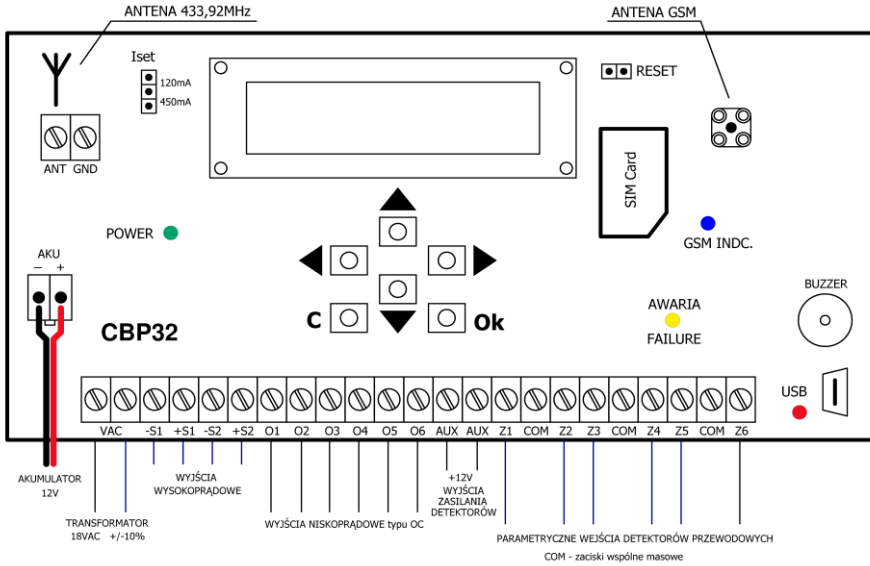 ANTENA 433,92MHz
ANTENA GSM
Iset
120mA
450mA
RESET
ANT GND
SIM Card
POWER
GSM INDC.
AKU
– +
BUZZER
AWARIA
FAILURE
C
Ok
CBP32
USB
VAC -S1 +S1 -S2 +S2 O1 O2 O3 O4 O5 O6 AUX AUX Z1 COM Z2 Z3 COM Z4 Z5 COM Z6
AKUMULATOR
12V
WYJŚCIA
WYSOKOPRĄDOWE
+12V
WYJŚCIA
ZASILANIA
DETEKTORÓW
TRANSFORMATOR
18VAC +/-10%
WYJŚCIA NISKOPRĄDOWE typu OC
PARAMETRYCZNE WEJŚCIA DETEKTORÓW PRZEWODOWYCH
COM - zaciski wspólne masowe